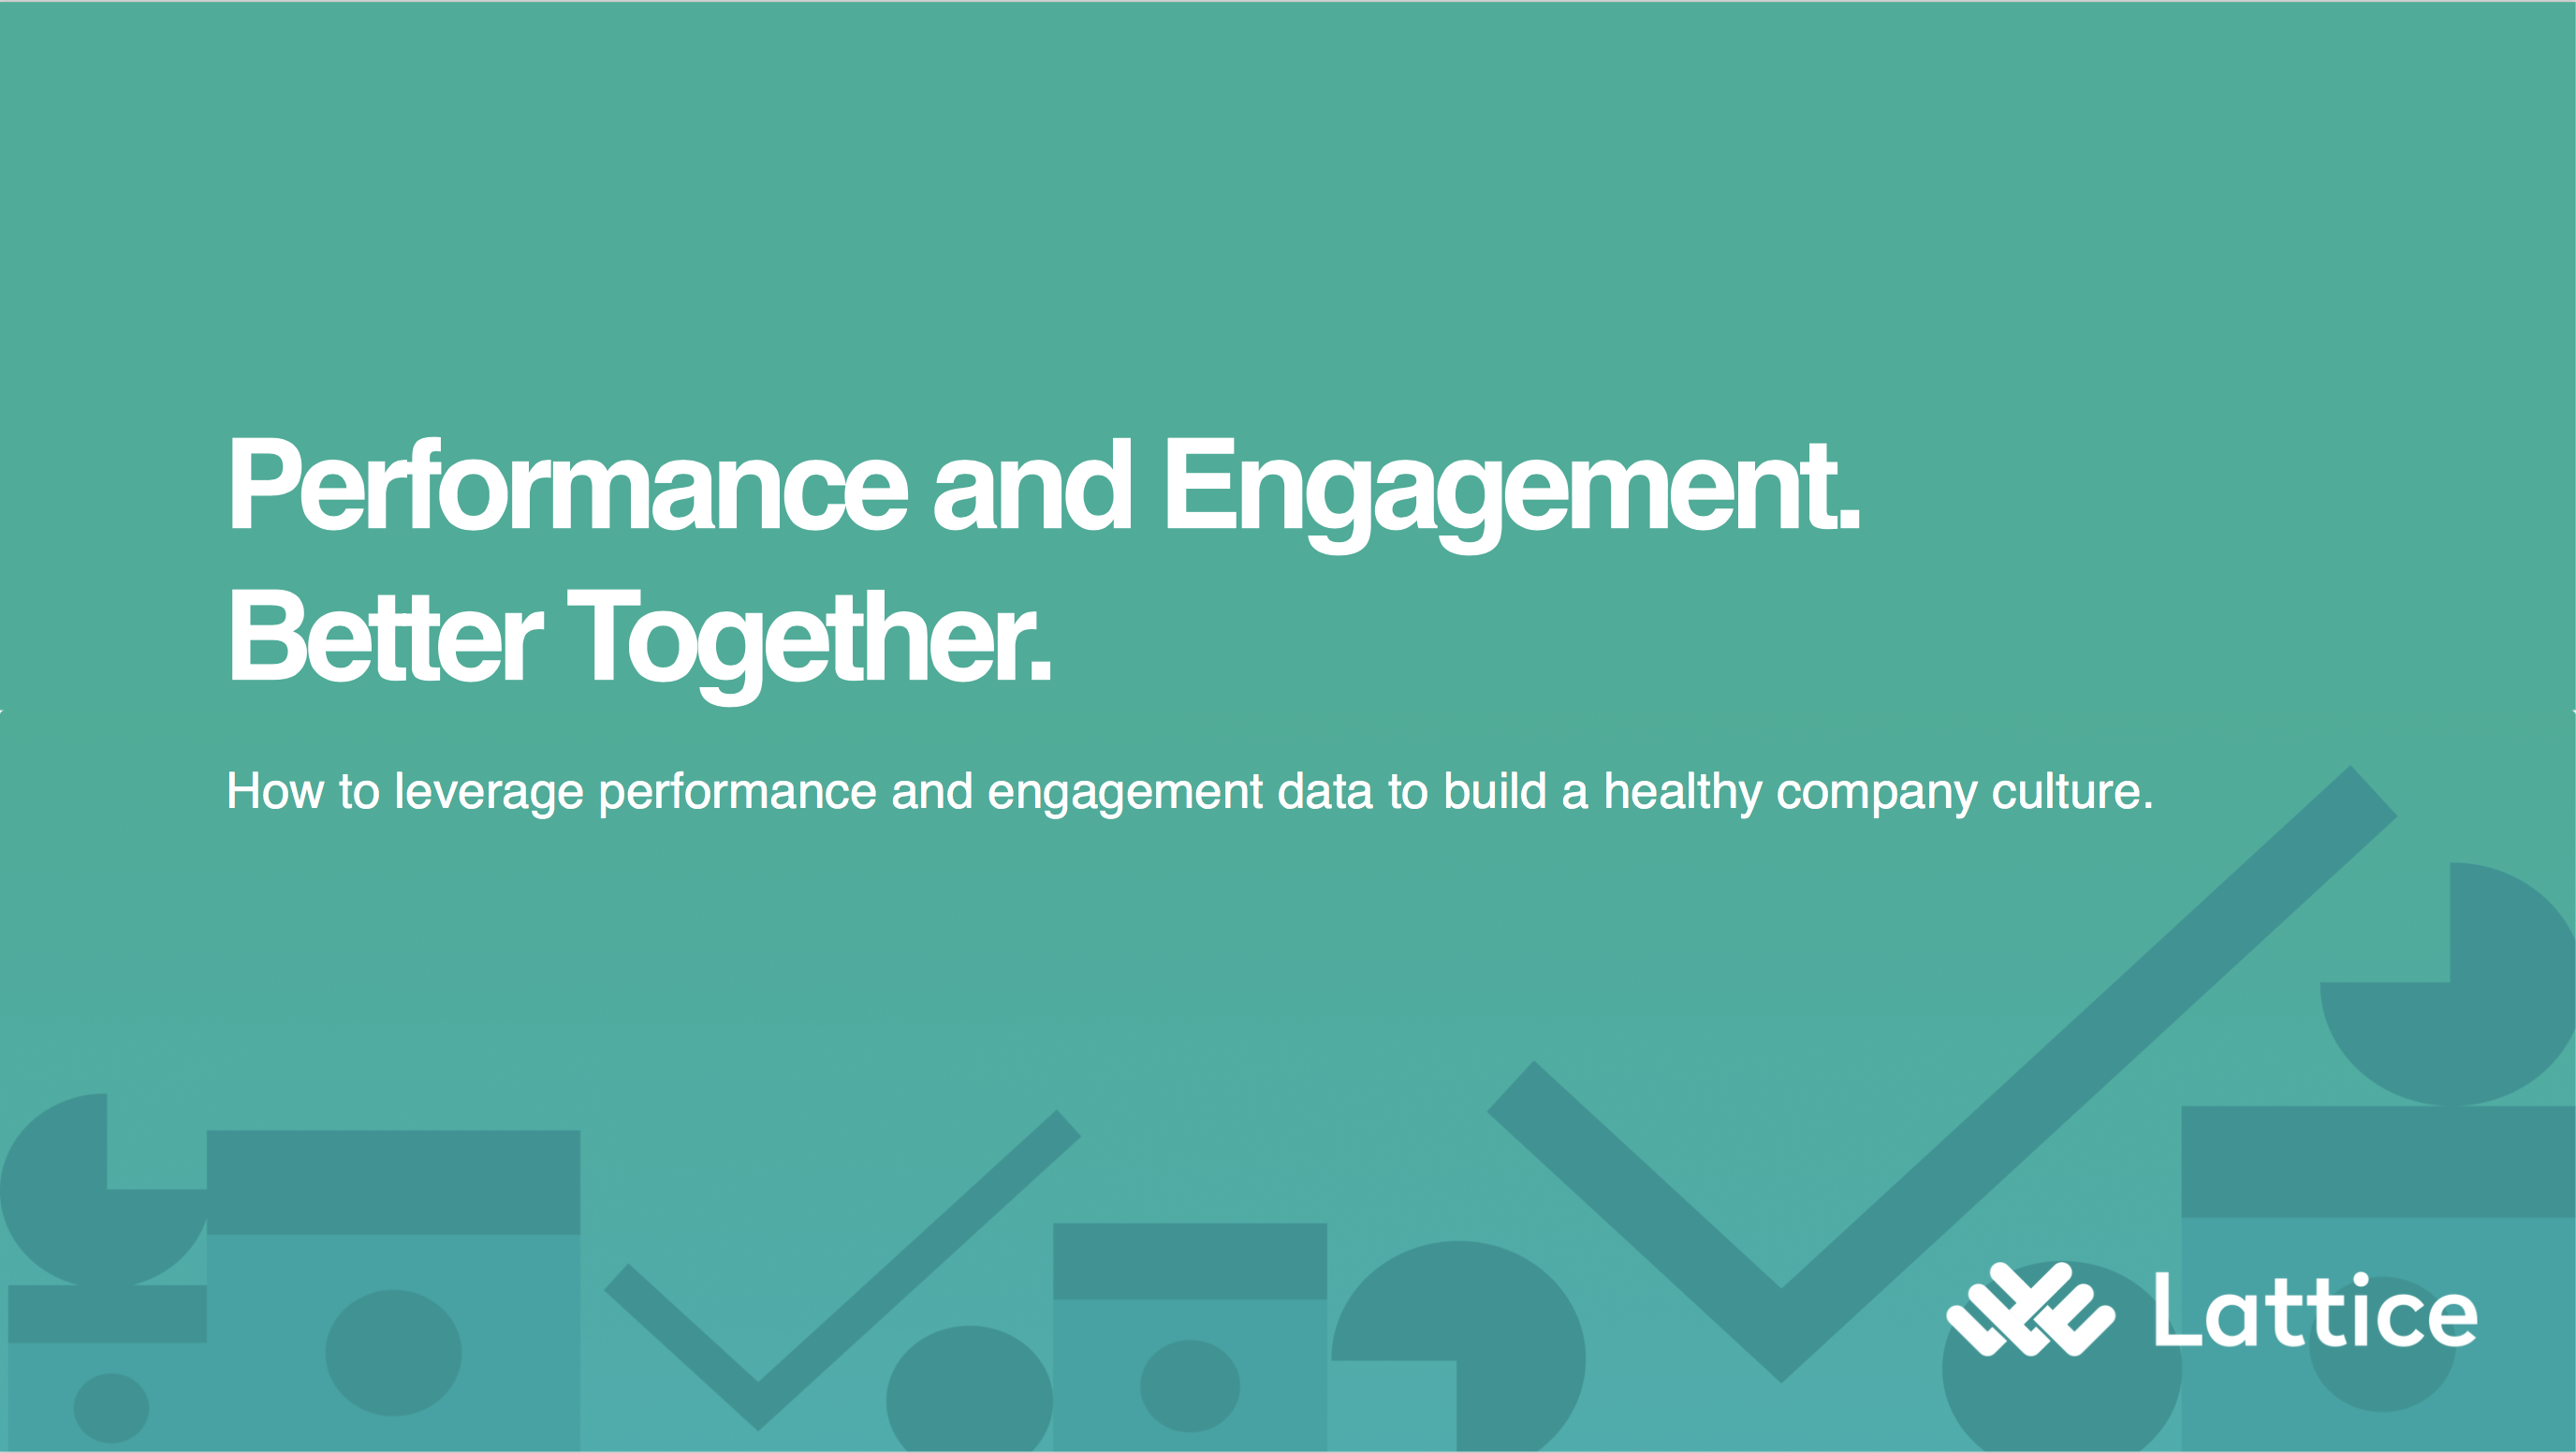 Performance and Engagement.
Better Together.
How to leverage performance and engagement data to build a healthy company culture.
Lattice